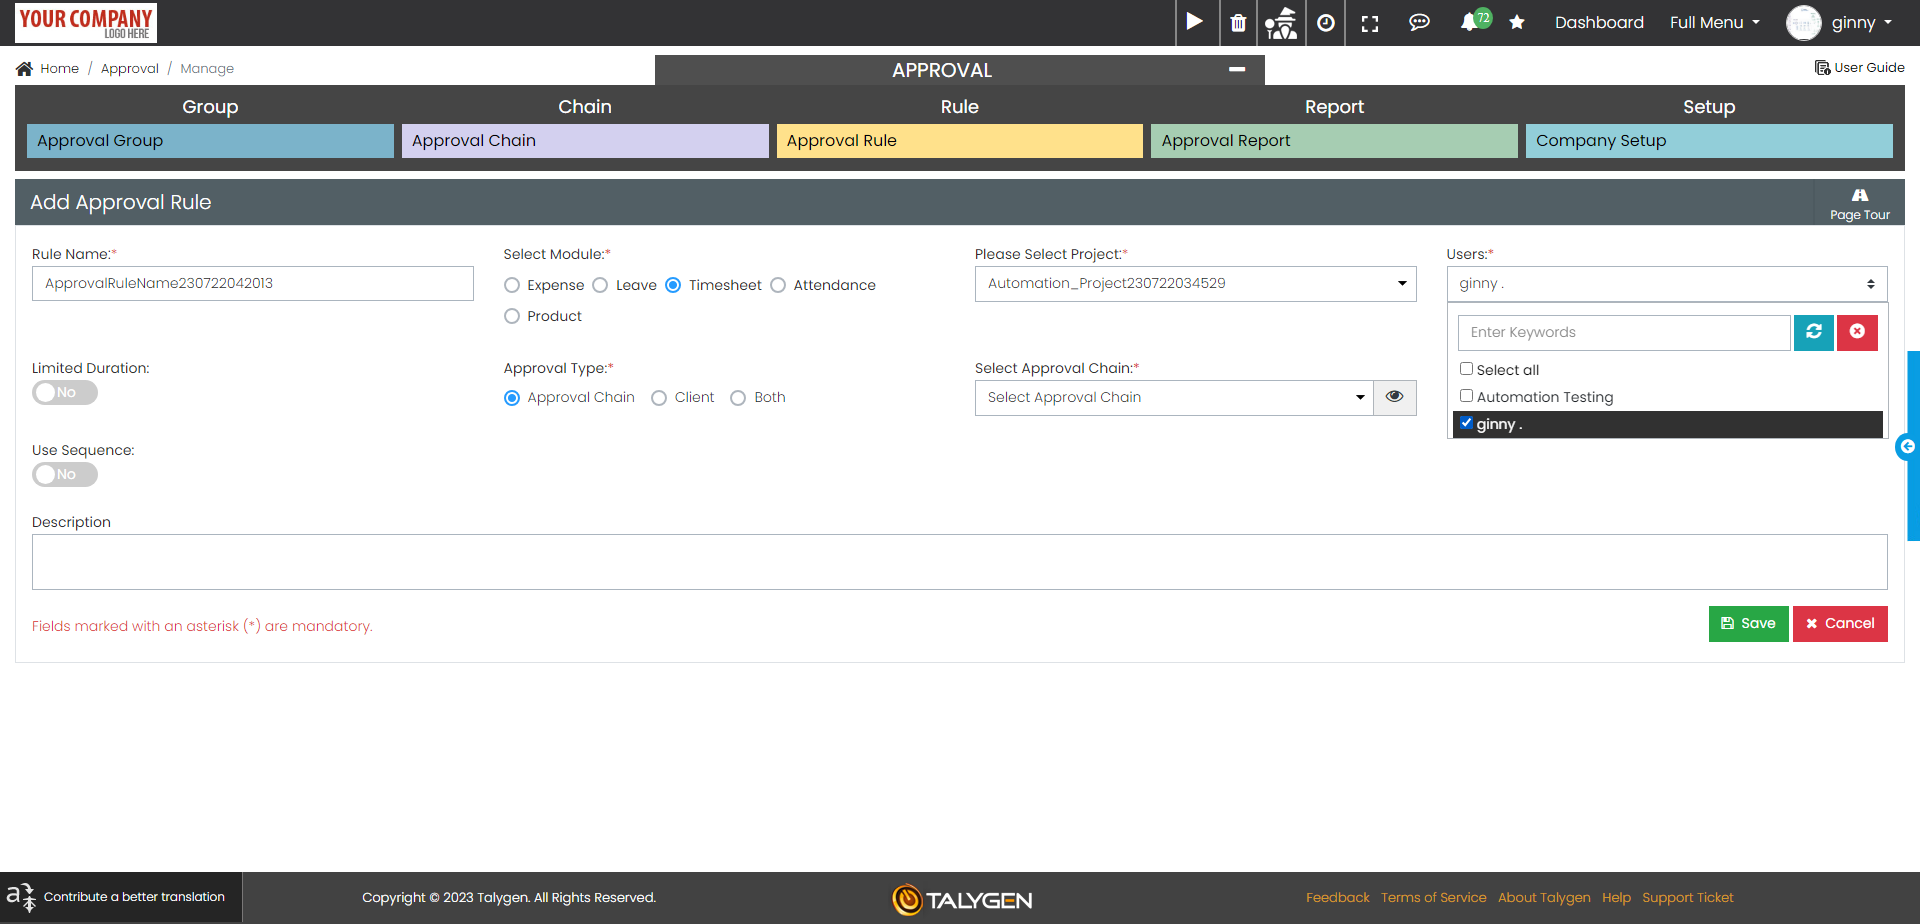 YOUR COMPANY
LOGO HERE
72
Dashboard
Full Menu
ginny
Home / Approval / Manage
APPROVAL
User Guide
Group
Chain
Rule
Report
Setup
Approval Group
Approval Chain
Approval Rule
Approval Report
Company Setup
Add Approval Rule
Page Tour
Rule Name:*
Select Module:*
Please Select Project:*
Users:*
ApprovalRuleName230722042013
Expense
Leave
Timesheet
Attendance
Product
Automation_Project230722034529
ginny .
Enter Keywords
Select all
Automation Testing
ginny .
Limited Duration:
No
Approval Type:*
Approval Chain
Client
Both
Select Approval Chain:*
Select Approval Chain
Use Sequence:
No
Description
Fields marked with an asterisk (*) are mandatory.
Save
Cancel
Contribute a better translation
Copyright © 2023 Talygen. All Rights Reserved.
TALYGEN
Feedback
Terms of Service
About Talygen
Help
Support Ticket